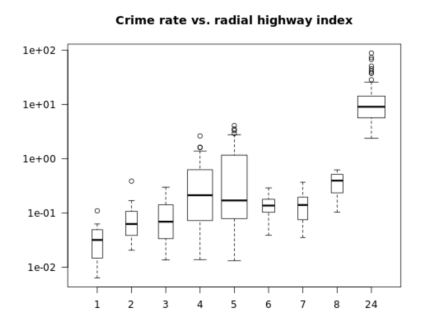 Crime rate vs. radial highway index
1e+02
1e+01
1e+00
1e-01
1e-02
1 2 3 4 5 6 7 8 24